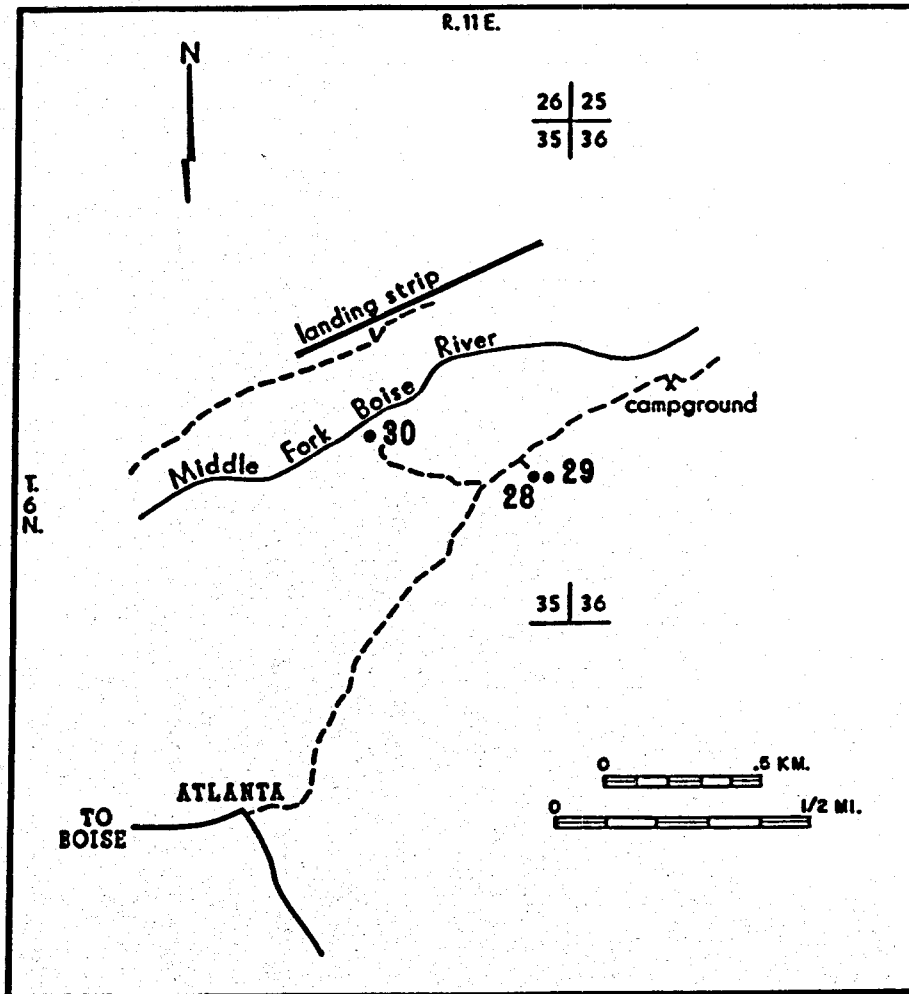 R. 11 E.
N
26 25
35 36
landing strip
Middle Fork Boise River
campground
30
28 29
T.
6
N.
35 36
0 .5 KM.
ATLANTA
0 1/2 MI.
TO
BOISE